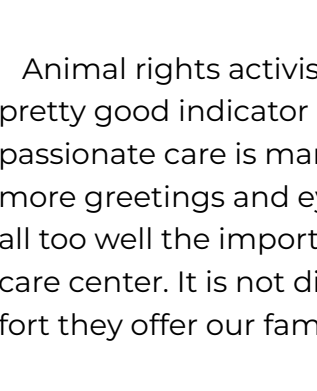 Animal rights activis
pretty good indicator
passionate care is mar
more greetings and ey
all too well the import
care center. It is not di
fort they offer our fam